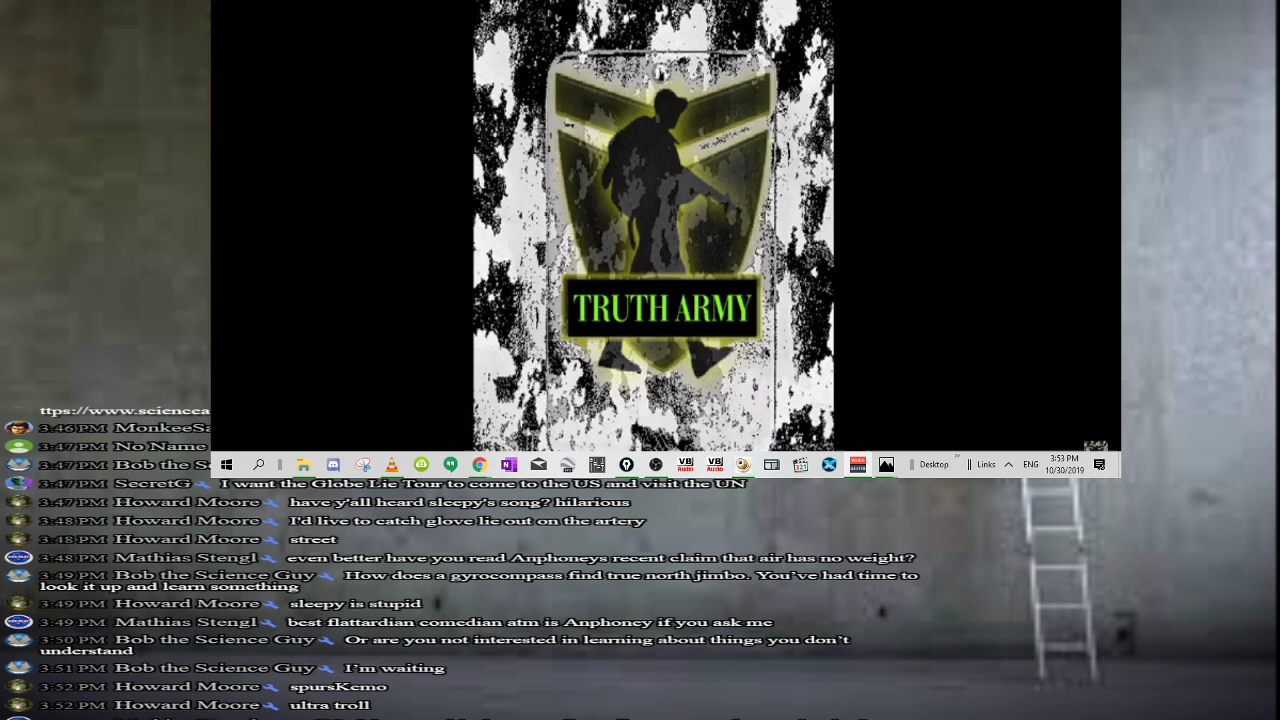 TRUTH ARMY
ttps://www.sciencea
3:46 PM MonkeeSa
3:47 PM No Name
3:47 PM Bob the S
3:53 PM
Desktop
Links
ENG
10/30/2019
3:47 PM SecretG I want the Globe Lie Tour to come to the US and visit the UN
3:47 PM Howard Moore have y'all heard sleepy's song? hilarious
3:48 PM Howard Moore I'd live to catch glove lie out on the artery
3:48 PM Howard Moore street
3:48 PM Mathias Stengl even better have you read Anphoneys recent claim that air has no weight?
3:49 PM Bob the Science Guy How does a gyrocompass find true north jimbo. You've had time to
look it up and learn something
3:49 PM Howard Moore sleepy is stupid
3:49 PM Mathias Stengl best flattardian comedian atm is Anphoney if you ask me
3:50 PM Bob the Science Guy Or are you not interested in learning about things you don't
understand
3:51 PM Bob the Science Guy I'm waiting
3:52 PM Howard Moore spursKemo
3:52 PM Howard Moore ultra troll